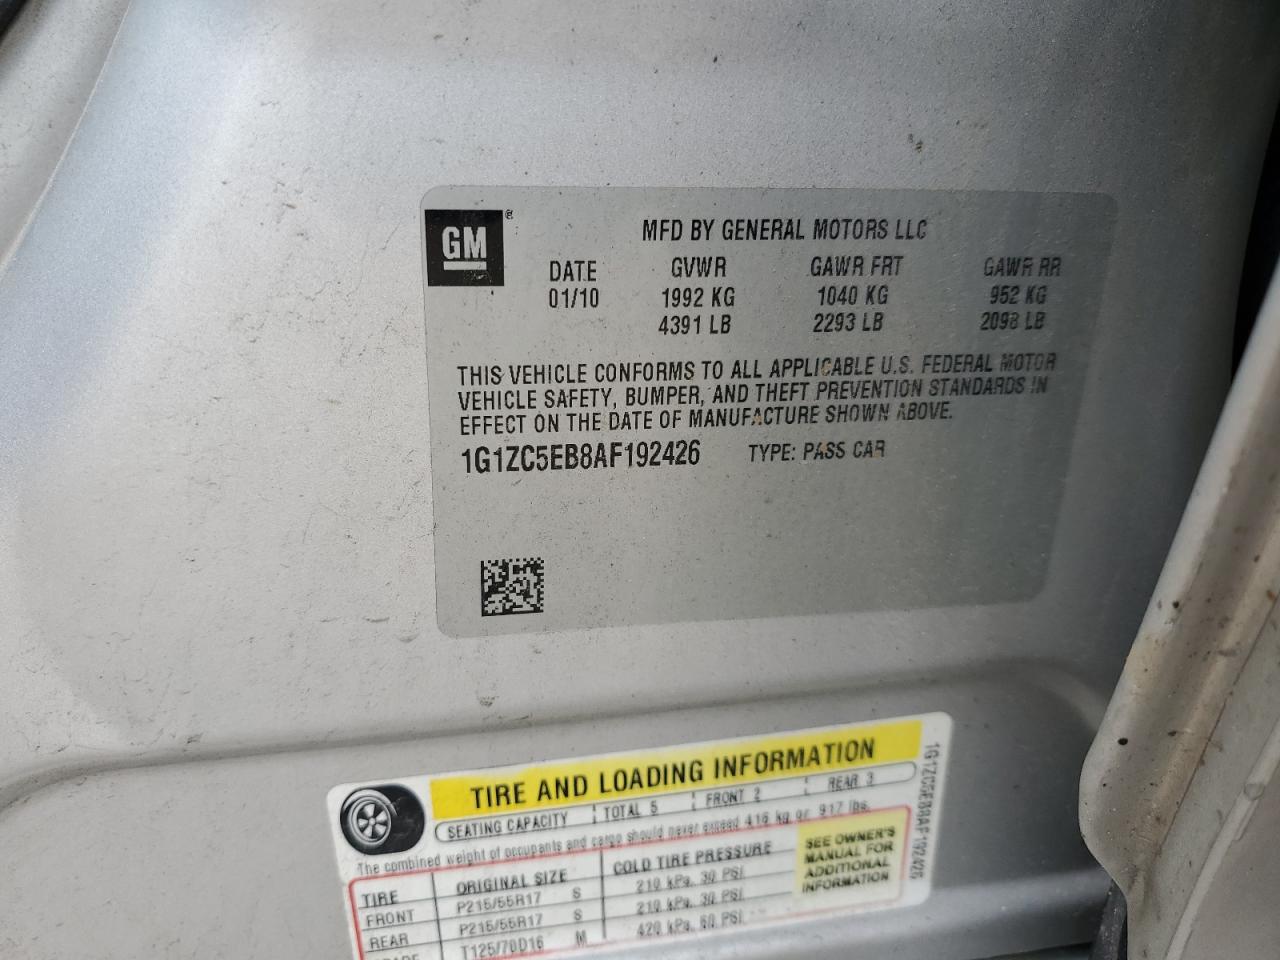 GM ®
MFD BY GENERAL MOTORS LLC
DATE GVWR GAWR FRT GAWR RR
01/10 1992 KG 1040 KG 952 KG
4391 LB 2293 LB 2098 LB
THIS VEHICLE CONFORMS TO ALL APPLICABLE U.S. FEDERAL MOTOR
VEHICLE SAFETY, BUMPER, AND THEFT PREVENTION STANDARDS IN
EFFECT ON THE DATE OF MANUFACTURE SHOWN ABOVE.
1G1ZC5EB8AF192426 TYPE: PASS CAR
TIRE AND LOADING INFORMATION
SEATING CAPACITY TOTAL 5 FRONT 2 REAR 3
The combined weight of occupants and cargo should never exceed 416 kg or 917 lbs.
TIRE ORIGINAL SIZE COLD TIRE PRESSURE
FRONT P215/55R17 S 210 kPa, 30 PSI
REAR P215/55R17 S 210 kPa, 30 PSI
T125/70D16 M 420 kPa, 60 PSI
SEE OWNER'S
MANUAL FOR
ADDITIONAL
INFORMATION
1G1ZC5EB8AF192426